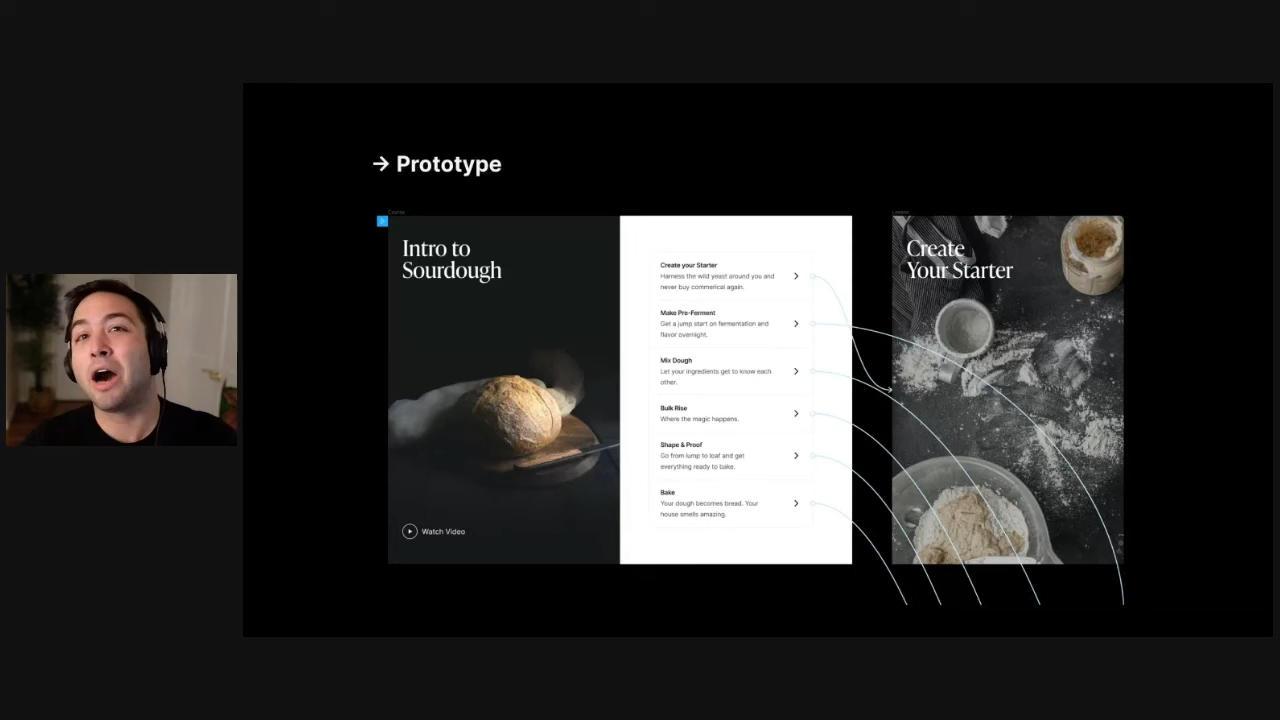 → Prototype
Course
Lesson
Intro to
Sourdough
Watch Video
Create your Starter
Harness the wild yeast around you and
never buy commerical again.
Make Pre-Ferment
Get a jump start on fermentation and
flavor overnight.
Mix Dough
Let your ingredients get to know each
other.
Bulk Rise
Where the magic happens.
Shape & Proof
Go from lump to loaf and get
everything ready to bake.
Bake
Your dough becomes bread. Your
house smells amazing.
Create
Your Starter